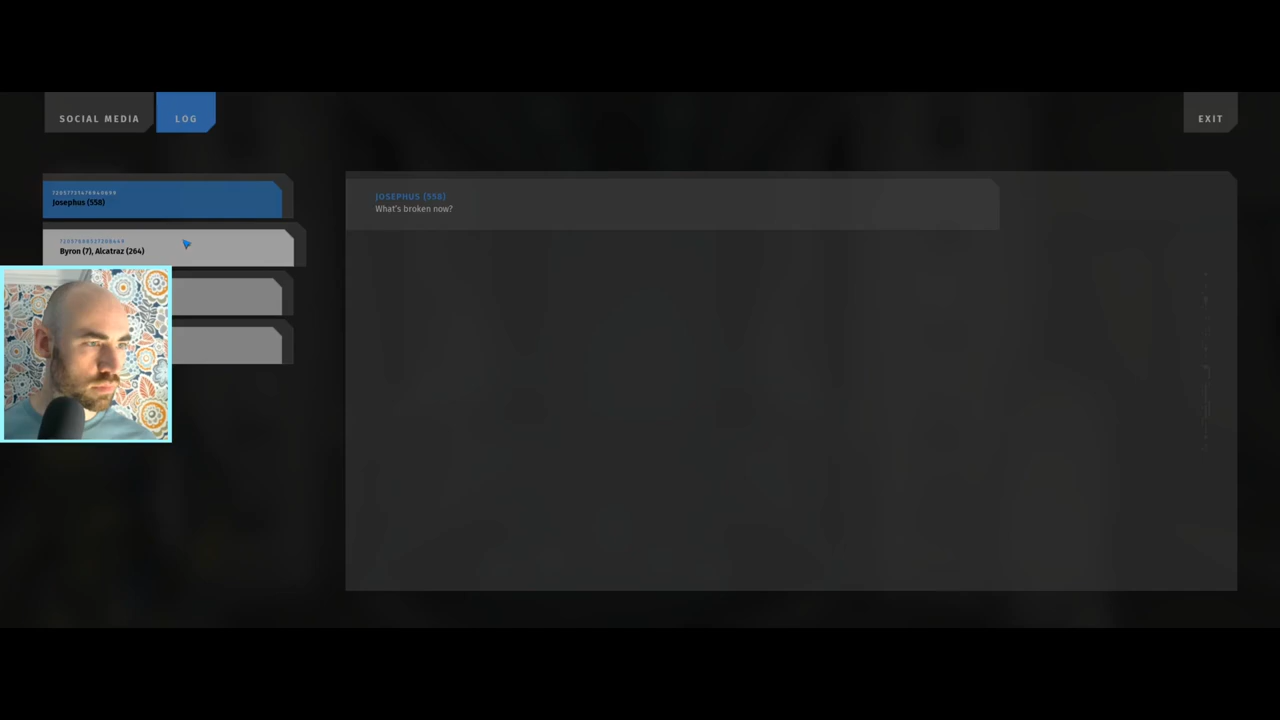 SOCIAL MEDIA
LOG
EXIT
Josephus (558)
Byron (7), Alcatraz (264)
JOSEPHUS (558)
What's broken now?